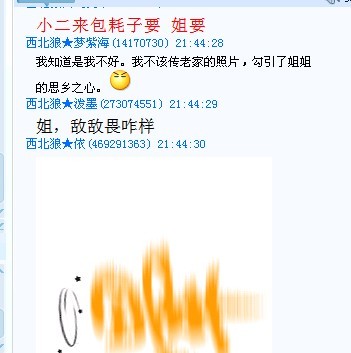 小二来包耗子要 姐要
西北狼★梦紫海(14170730) 21:44:28
我知道是我不好。我不该传老家的照片，勾引了姐姐
的思乡之心。
西北狼★泼墨(273074551) 21:44:29
姐，敌敌畏咋样
西北狼★侬(469291363) 21:44:30